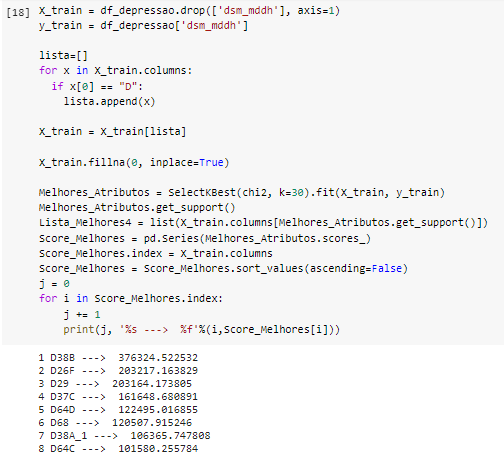 [18] X_train = df_depressao.drop(['dsm_mddh'], axis=1)
y_train = df_depressao['dsm_mddh']
lista=[]
for x in X_train.columns:
  if x[0] == "D":
    lista.append(x)
X_train = X_train[lista]
X_train.fillna(0, inplace=True)
Melhores_Atributos = SelectKBest(chi2, k=30).fit(X_train, y_train)
Melhores_Atributos.get_support()
Lista_Melhores4 = list(X_train.columns[Melhores_Atributos.get_support()])
Score_Melhores = pd.Series(Melhores_Atributos.scores_)
Score_Melhores.index = X_train.columns
Score_Melhores = Score_Melhores.sort_values(ascending=False)
j = 0
for i in Score_Melhores.index:
    j += 1
    print(j, '%s --->  %f'%(i,Score_Melhores[i]))
1 D38B --->  376324.522532
2 D26F --->  203217.163829
3 D29 --->  203164.173805
4 D37C --->  161648.680891
5 D64D --->  122495.016855
6 D68 --->  120507.915246
7 D38A_1 --->  106365.747808
8 D64C --->  101580.255784